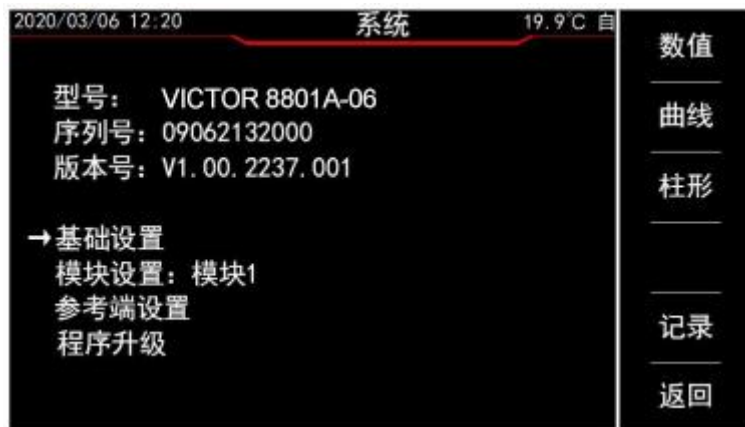 2020/03/06 12:20
系统
19.9℃ 自
型号: VICTOR 8801A-06
序列号: 09062132000
版本号: V1.00.2237.001
→基础设置
模块设置: 模块1
参考端设置
程序升级
数值
曲线
柱形
记录
返回